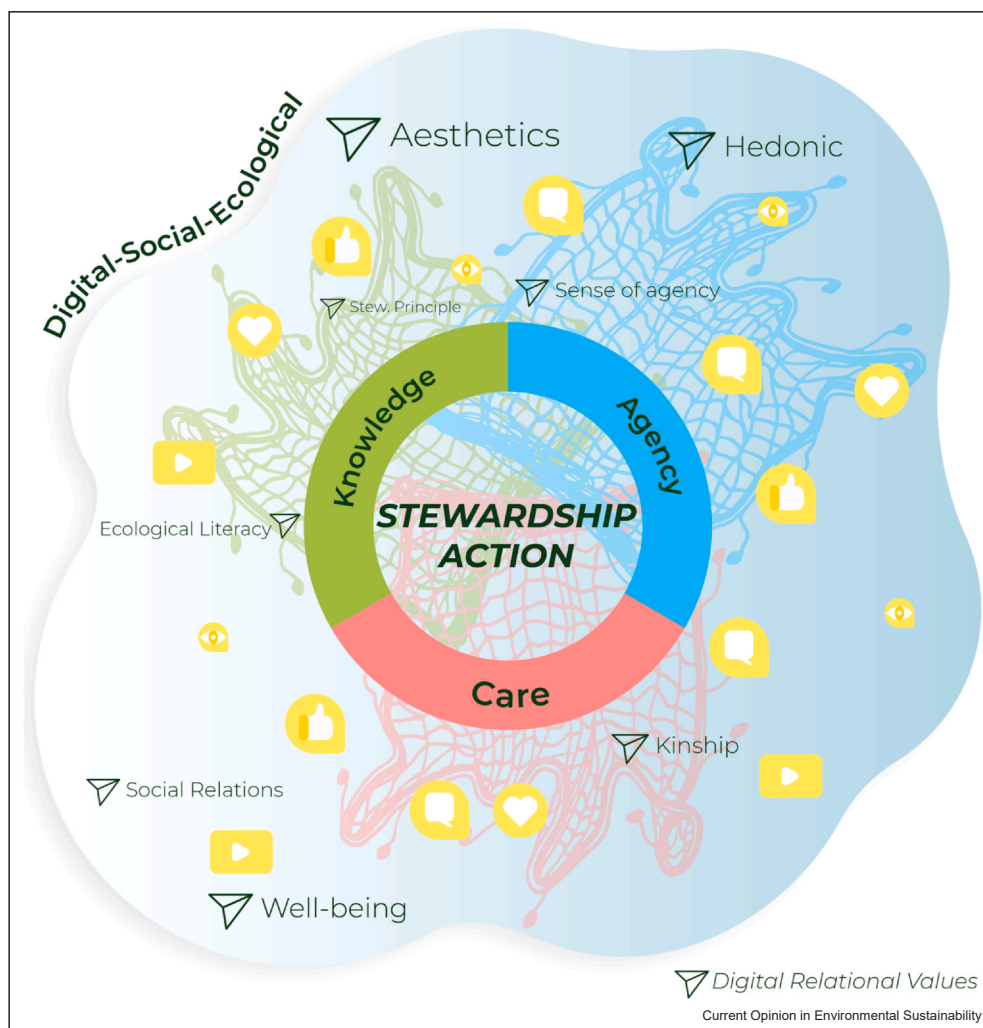 Digital-Social-Ecological
Aesthetics
Hedonic
Sense of agency
Stew. Principle
Knowledge
Agency
Ecological Literacy
STEWARDSHIP
ACTION
Care
Kinship
Social Relations
Well-being
Digital Relational Values
Current Opinion in Environmental Sustainability